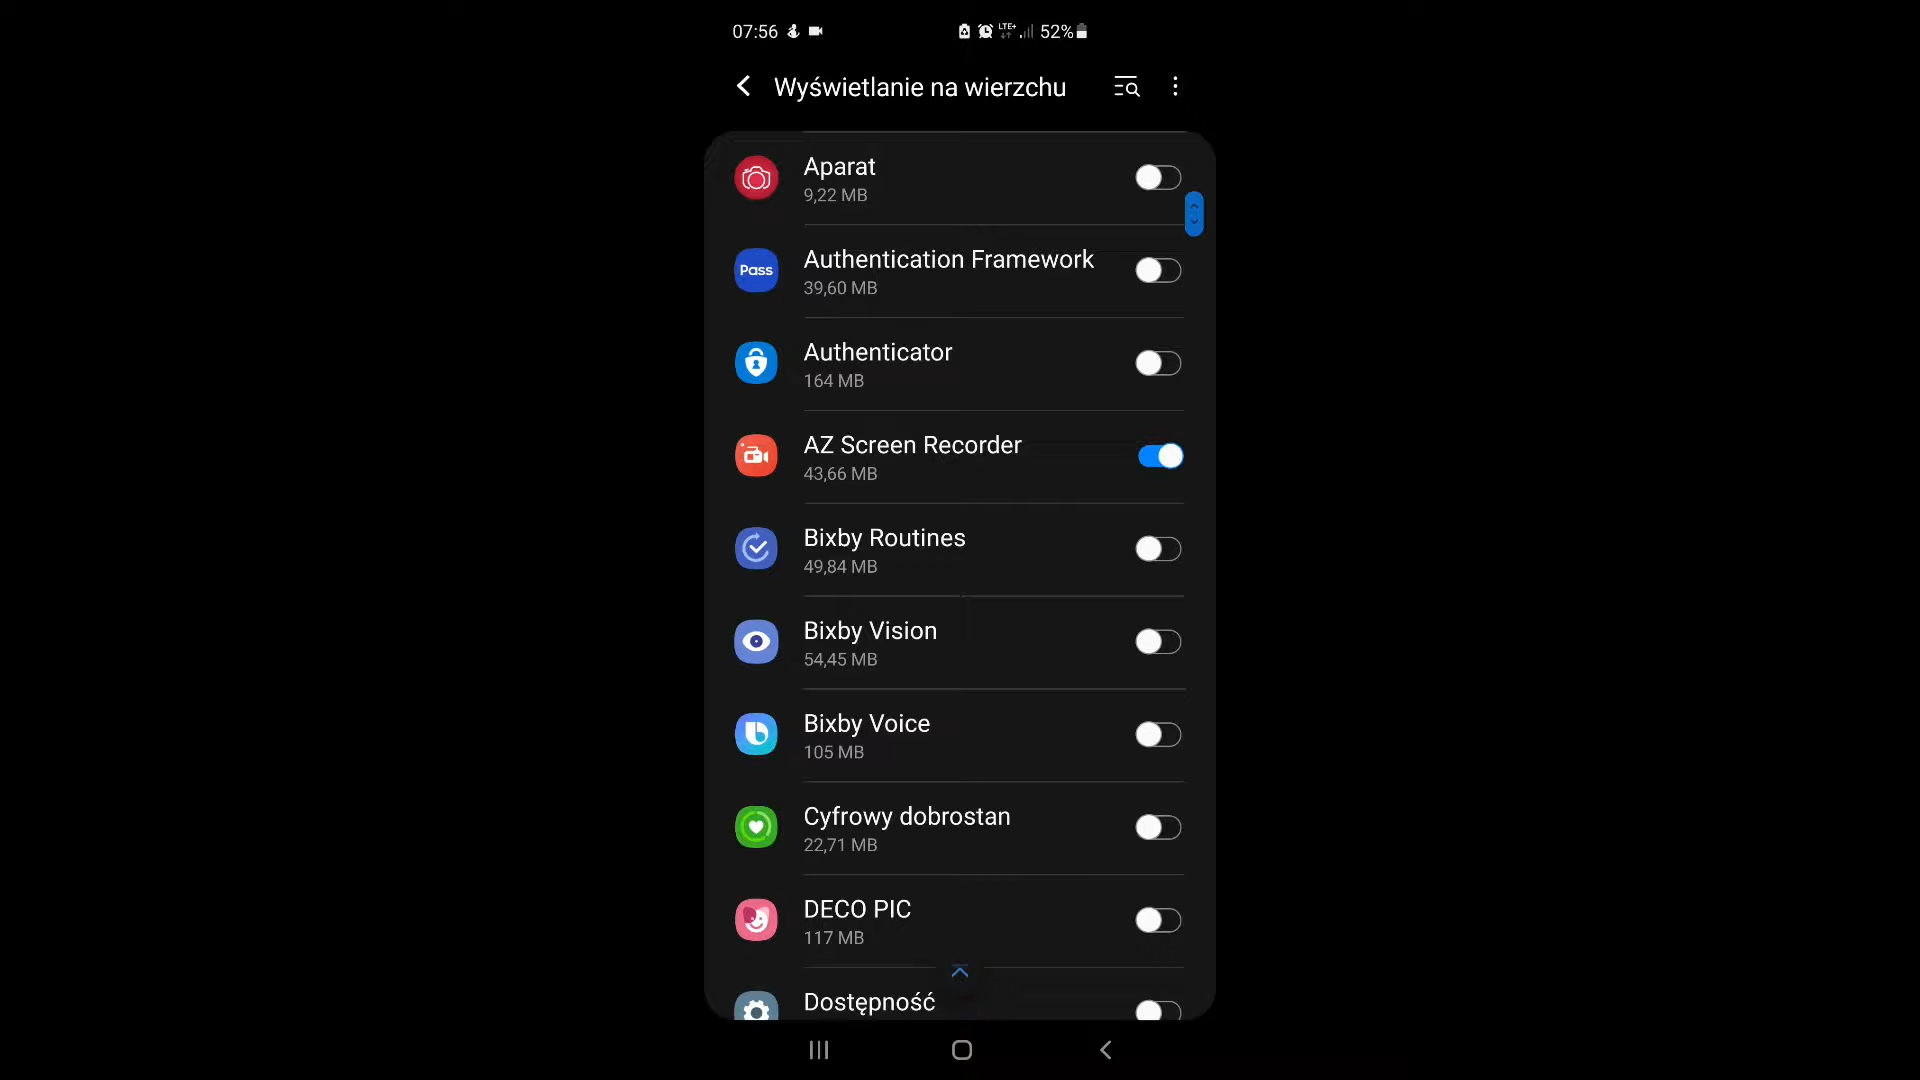 07:56 LTE+ 52%
Wyświetlanie na wierzchu
Aparat
9,22 MB
Pass
Authentication Framework
39,60 MB
Authenticator
164 MB
AZ Screen Recorder
43,66 MB
Bixby Routines
49,84 MB
Bixby Vision
54,45 MB
Bixby Voice
105 MB
Cyfrowy dobrostan
22,71 MB
DECO PIC
117 MB
Dostępność